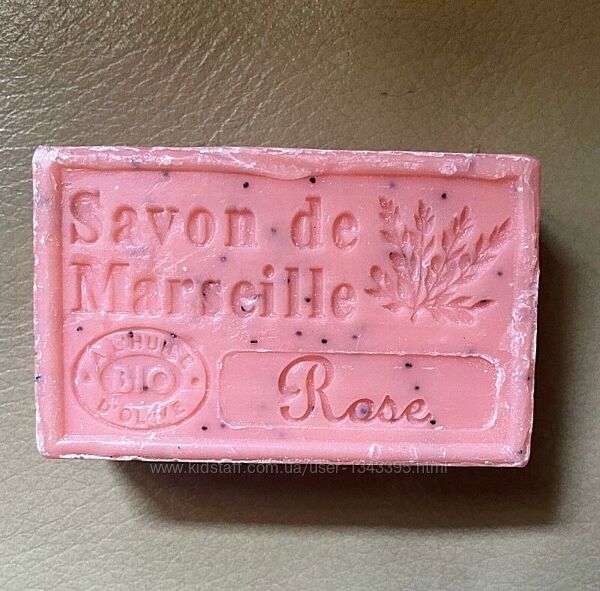 Savon de
Marseille
A L'HUILE
BIO
D'OLIVE
Rose
www.kidstaff.com.ua/user-1343395.html